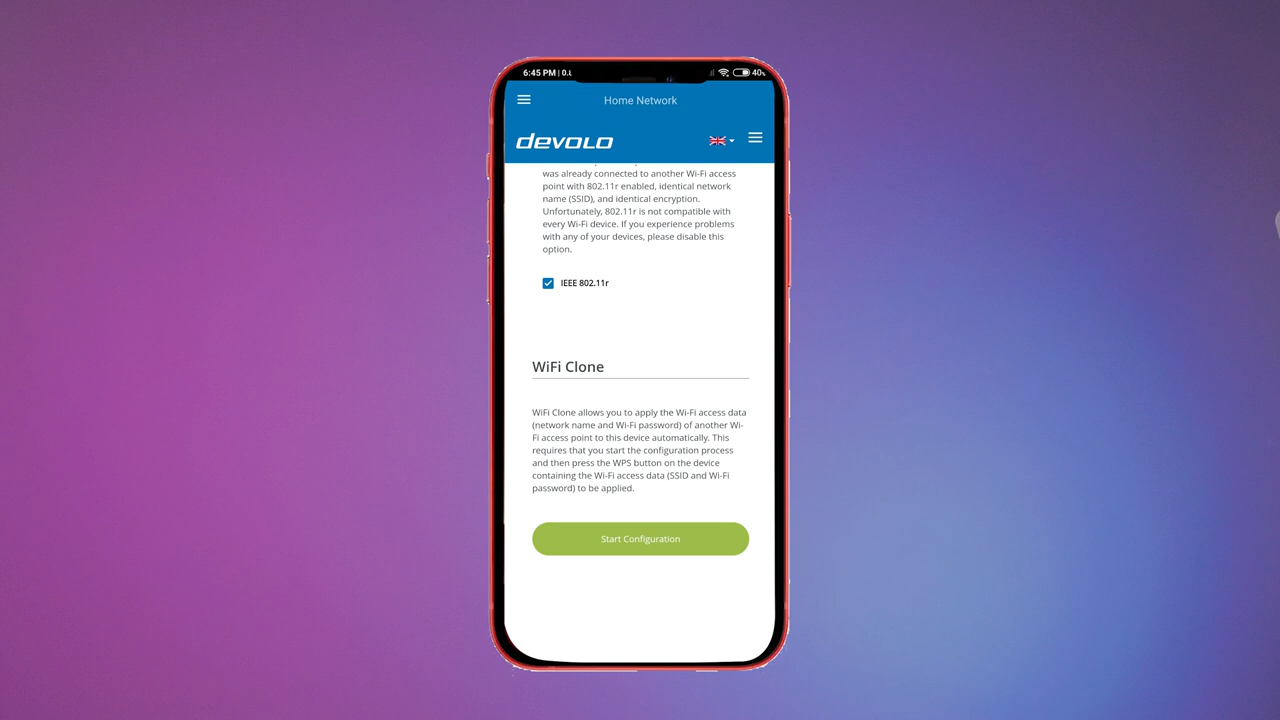 6:45 PM | 0.
40
Home Network
devolo
was already connected to another Wi-Fi access
point with 802.11r enabled, identical network
name (SSID), and identical encryption.
Unfortunately, 802.11r is not compatible with
every Wi-Fi device. If you experience problems
with any of your devices, please disable this
option.
IEEE 802.11r
WiFi Clone
WiFi Clone allows you to apply the Wi-Fi access data
(network name and Wi-Fi password) of another Wi-
Fi access point to this device automatically. This
requires that you start the configuration process
and then press the WPS button on the device
containing the Wi-Fi access data (SSID and Wi-Fi
password) to be applied.
Start Configuration